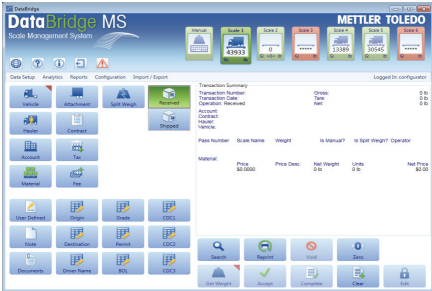 DataBridge
DataBridge MS
Scale Management System
METTLER TOLEDO
Manual
Scale 1
43933
Scale 2
0
Scale 3
Scale 4
13389
Scale 5
30545
Scale 6
Data Setup Analytics Reports Configuration Import / Export
Logged In: configurator
Vehicle
Attachment
Split Weigh
Received
Hauler
Contract
Shipped
Account
Tax
Material
Fee
User Defined
Origin
Grade
CDC1
Note
Destination
Permit
CDC2
Documents
Driver Name
BOL
CDC3
Transaction Summary
Transaction Number: Gross: 0 lb
Transaction Date: Tare: 0 lb
Operation: Received Net 0 lb
Account:
Contract:
Hauler:
Vehicle:
Pass Number Scale Name Weight Is Manual? Is Split Weigh? Operator
Material:
Price Price Desc. Net Weight Units Net Price
$0.0000 0 lb 0 lb $0.00
Search
Reprint
Void
Zero
Get Weight
Accept
Complete
Clear
Edit